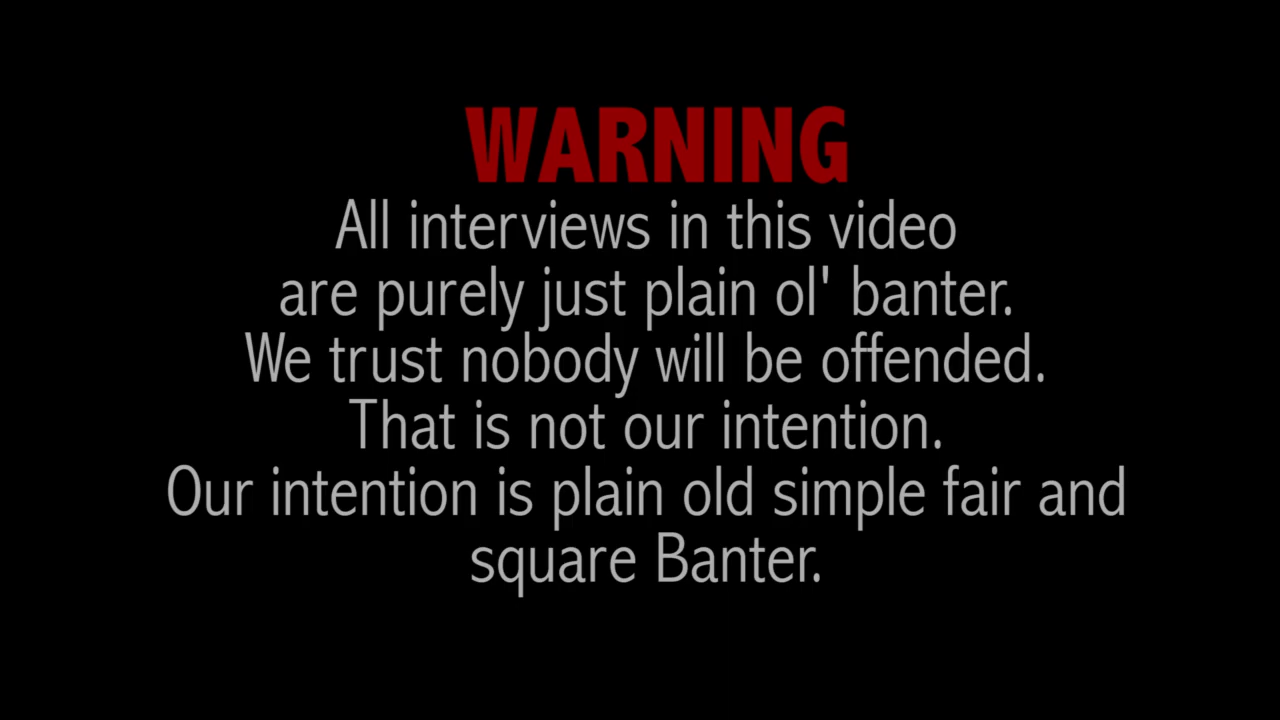 WARNING
All interviews in this video
are purely just plain ol' banter.
We trust nobody will be offended.
That is not our intention.
Our intention is plain old simple fair and
square Banter.